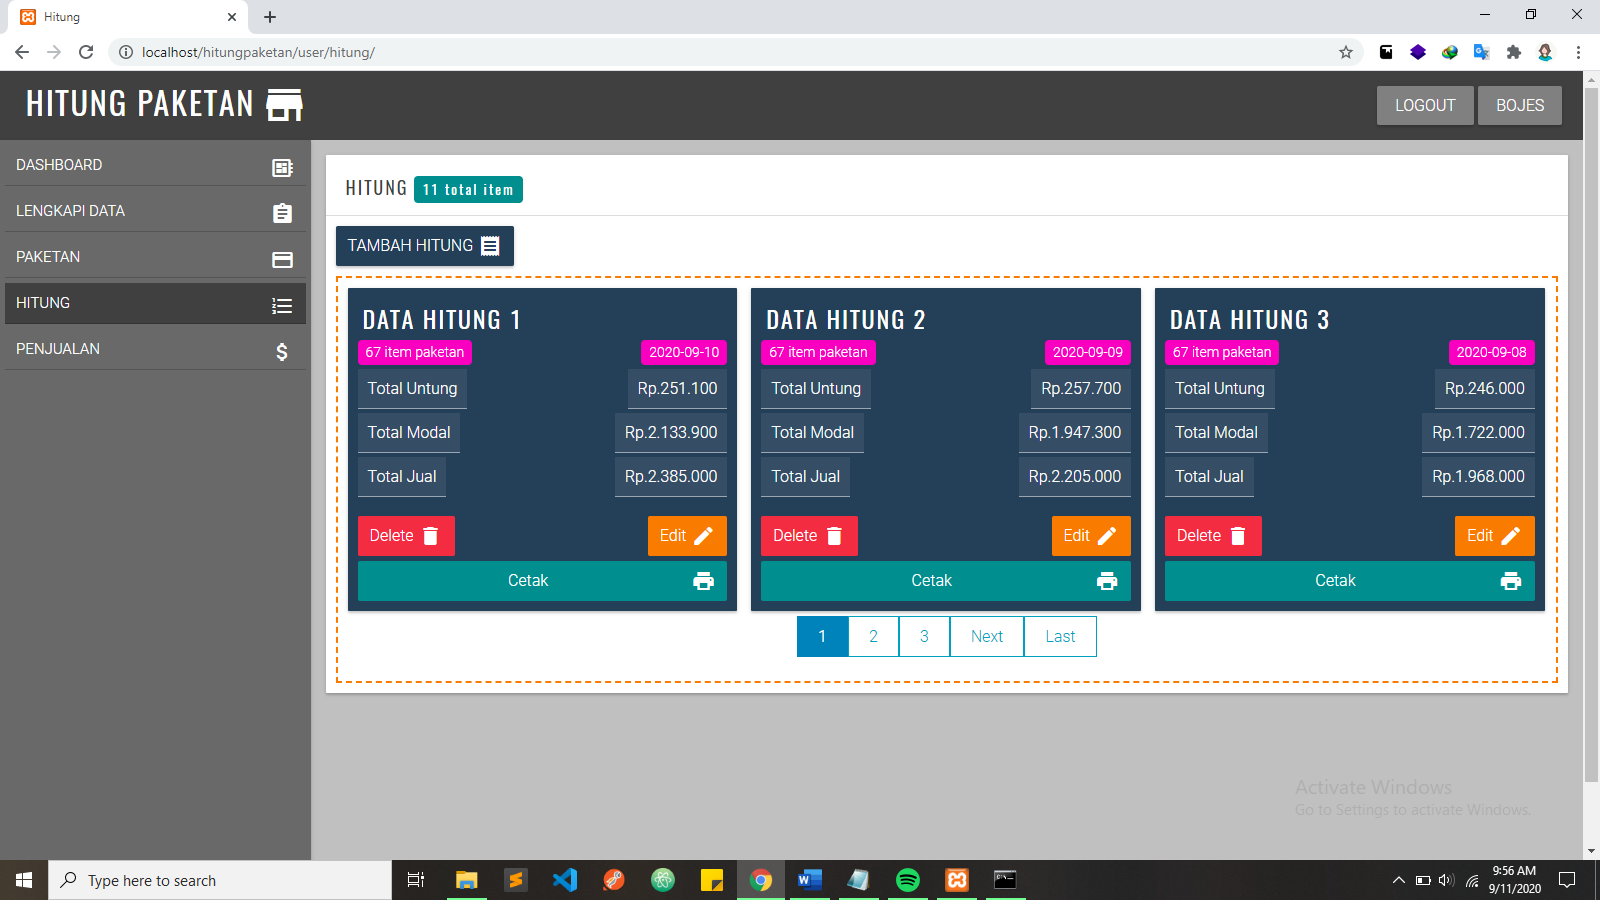 Hitung
localhost/hitungpaketan/user/hitung/
HITUNG PAKETAN
LOGOUT
BOJES
DASHBOARD
LENGKAPI DATA
PAKETAN
HITUNG
PENJUALAN
HITUNG 11 total item
TAMBAH HITUNG
DATA HITUNG 1
67 item paketan 2020-09-10
Total Untung Rp.251.100
Total Modal Rp.2.133.900
Total Jual Rp.2.385.000
Delete Edit
Cetak
DATA HITUNG 2
67 item paketan 2020-09-09
Total Untung Rp.257.700
Total Modal Rp.1.947.300
Total Jual Rp.2.205.000
Delete Edit
Cetak
DATA HITUNG 3
67 item paketan 2020-09-08
Total Untung Rp.246.000
Total Modal Rp.1.722.000
Total Jual Rp.1.968.000
Delete Edit
Cetak
1 2 3 Next Last
Activate Windows
Go to Settings to activate Windows.
Type here to search
9:56 AM
9/11/2020